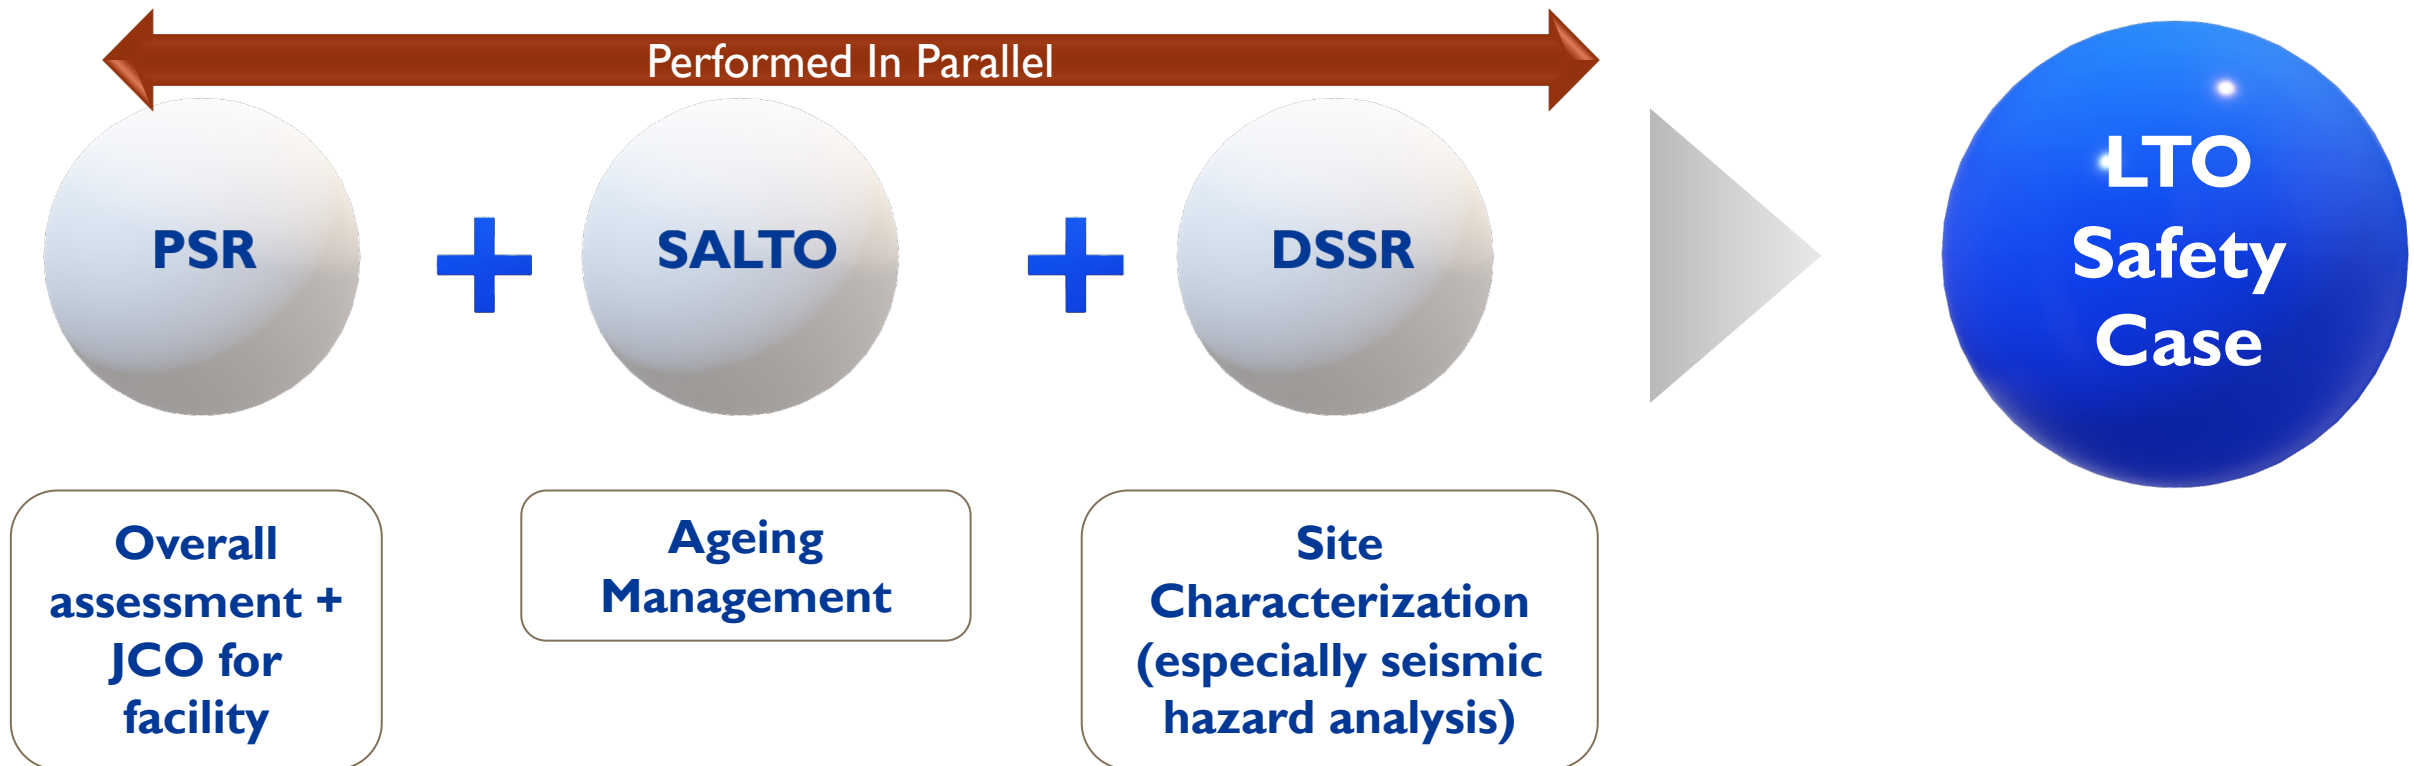 Performed In Parallel
PSR
SALTO
DSSR
LTO
Safety
Case
Overall
assessment +
JCO for
facility
Ageing
Management
Site
Characterization
(especially seismic
hazard analysis)